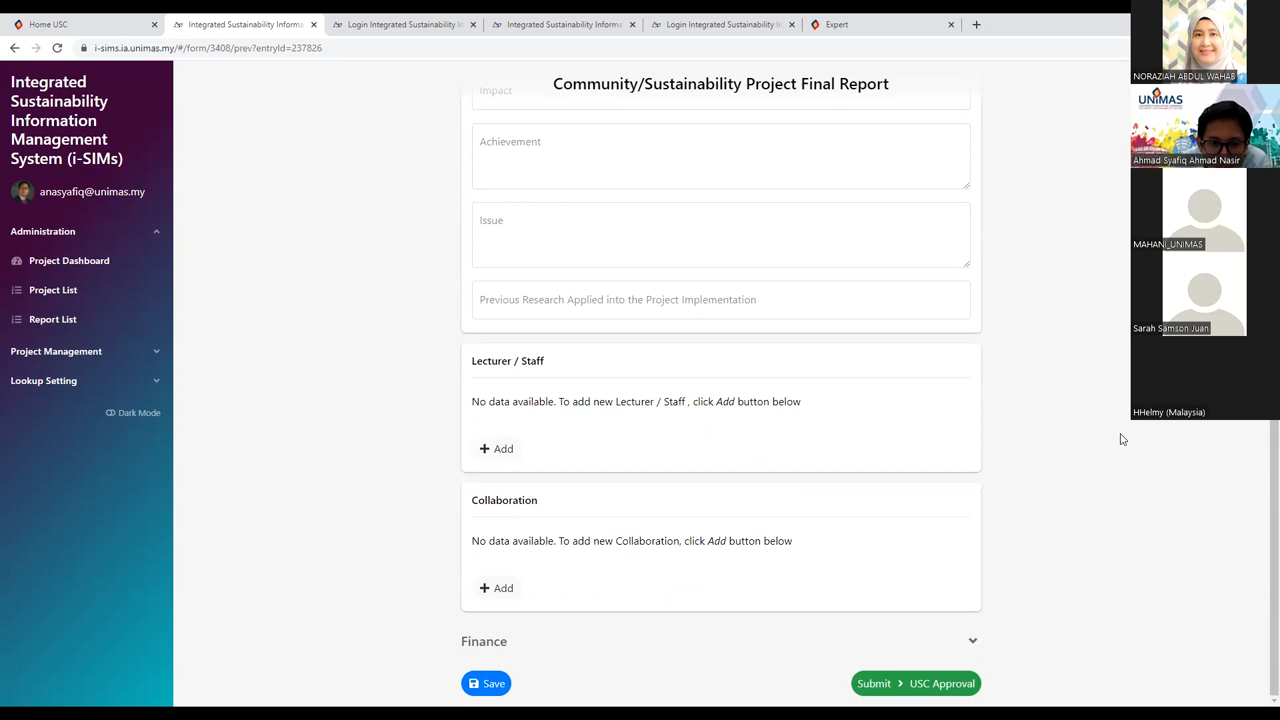 Home USC
Integrated Sustainability Informa
Login Integrated Sustainability In
Integrated Sustainability Informa
Login Integrated Sustainability In
Expert
i-sims.ia.unimas.my/#/form/3408/prev?entryId=237826
Integrated
Sustainability
Information
Management
System (i-SIMs)
anasyafiq@unimas.my
Administration
Project Dashboard
Project List
Report List
Project Management
Lookup Setting
Dark Mode
Community/Sustainability Project Final Report
Impact
Achievement
Issue
Previous Research Applied into the Project Implementation
Lecturer / Staff
No data available. To add new Lecturer / Staff , click Add button below
Add
Collaboration
No data available. To add new Collaboration, click Add button below
Add
Finance
Save
Submit > USC Approval
NORAZIAH ABDUL WAHAB
UNIMAS
Ahmad Syafiq Ahmad Nasir
MAHANI_UNIMAS
Sarah Samson Juan
HHelmy (Malaysia)